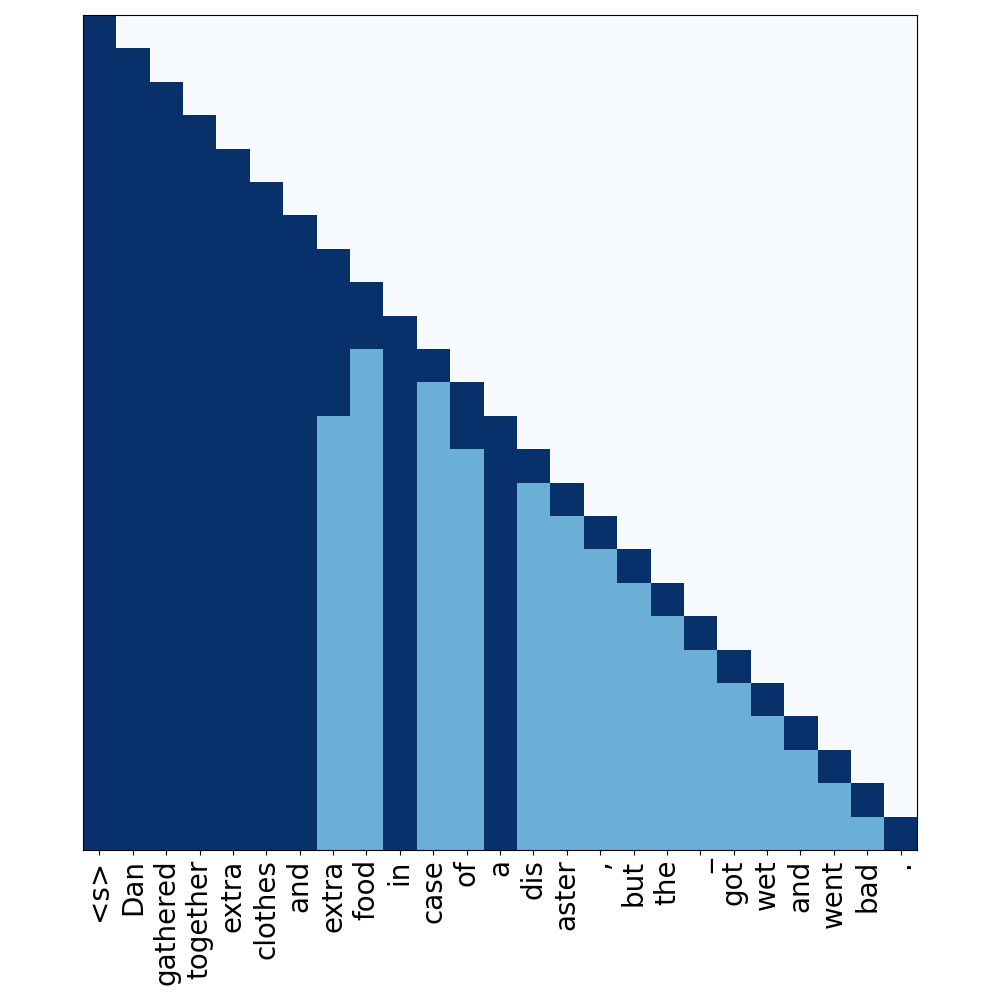 <s>
Dan
gathered
together
extra
clothes
and
extra
food
in
case
of
a
dis
aster
,
but
the
_
got
wet
and
went
bad
.